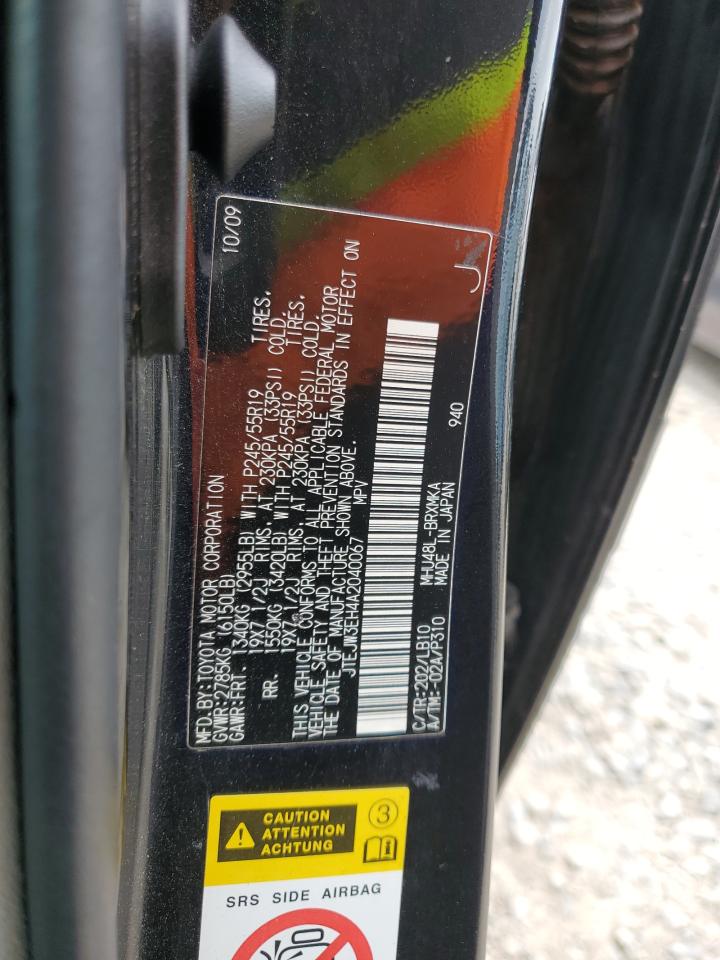 MFD.BY:TOYOTA MOTOR CORPORATION 10/09
GVWR:2785KG (6150LB)
GAWR:FRT. 1340KG (2955LB) WITH P245/55R19 TIRES.
19X7 1/2J RIMS, AT 230KPA (33PSI) COLD.
RR. 1550KG (3420LB) WITH P245/55R19 TIRES.
19X7 1/2J RIMS, AT 230KPA (33PSI) COLD.
THIS VEHICLE CONFORMS TO ALL APPLICABLE FEDERAL MOTOR
VEHICLE SAFETY AND THEFT PREVENTION STANDARDS IN EFFECT ON
THE DATE OF MANUFACTURE SHOWN ABOVE.
JTEJW3EH4A2040067 MPV
C/TR:202/LB10 MHU48L-BRXMKA
A/TM:-02A/P310 MADE IN JAPAN 940
J
CAUTION
ATTENTION
ACHTUNG
3
SRS SIDE AIRBAG